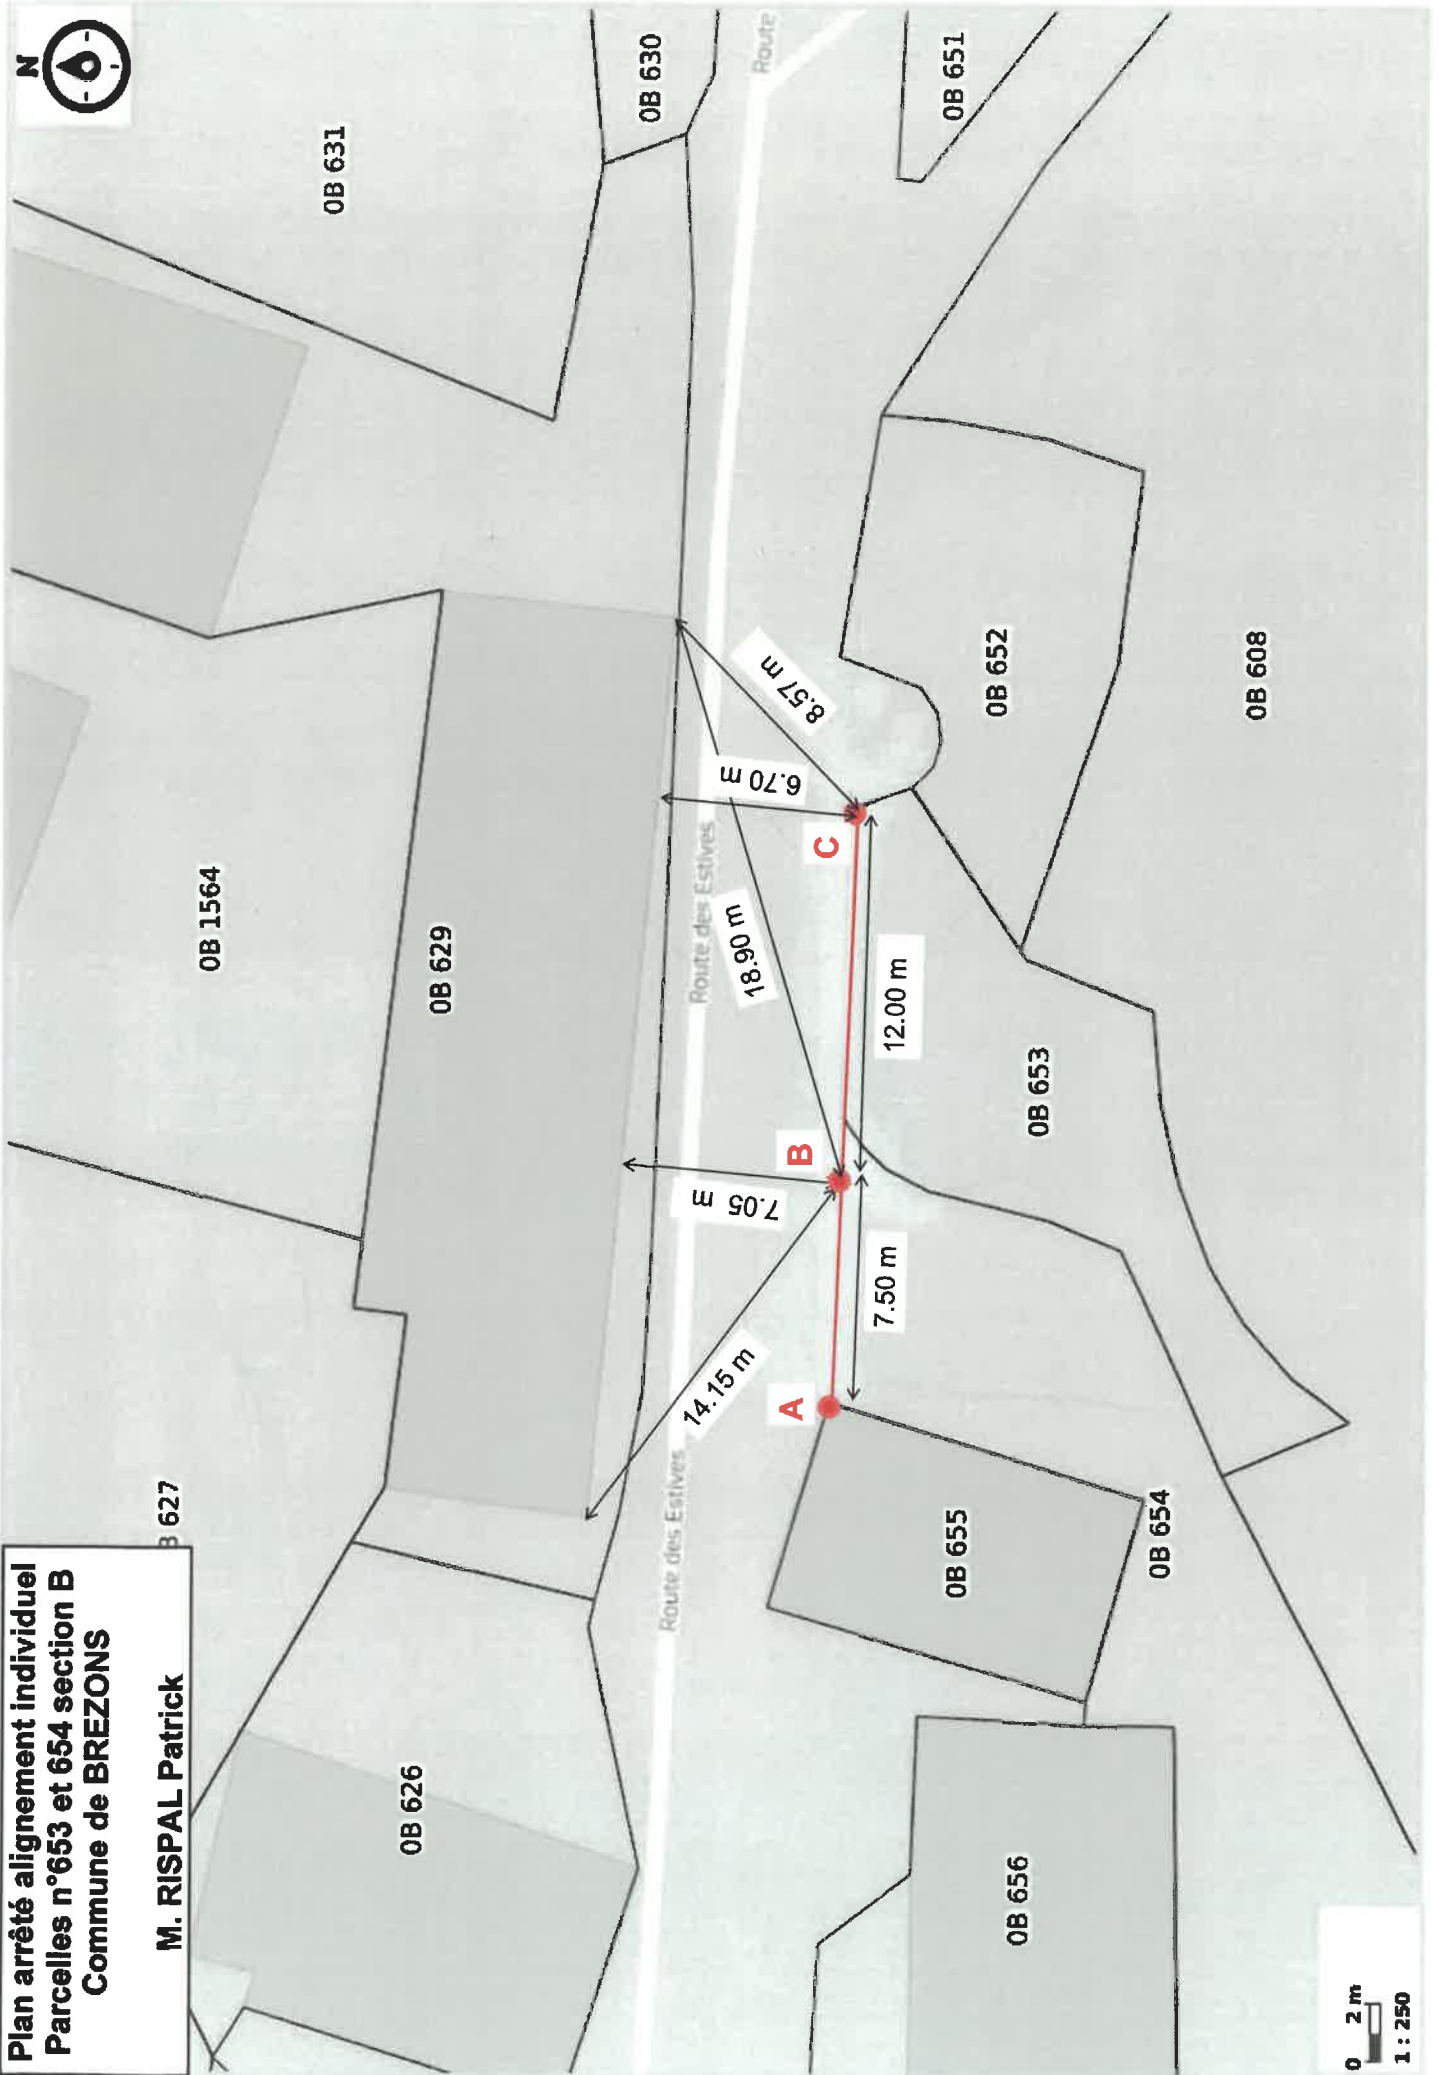 Plan arrêté alignement individuel
Parcelles n°653 et 654 section B
Commune de BREZONS
M. RISPAL Patrick
N
B 627
0B 1564
0B 631
0B 630
0B 629
0B 626
Route
Route des Estives
Route des Estives
0B 651
14.15 m
7.05 m
18.90 m
6.70 m
8.57 m
A
B
C
7.50 m
12.00 m
0B 655
0B 652
0B 656
0B 653
0B 654
0B 608
0 2 m
1 : 250